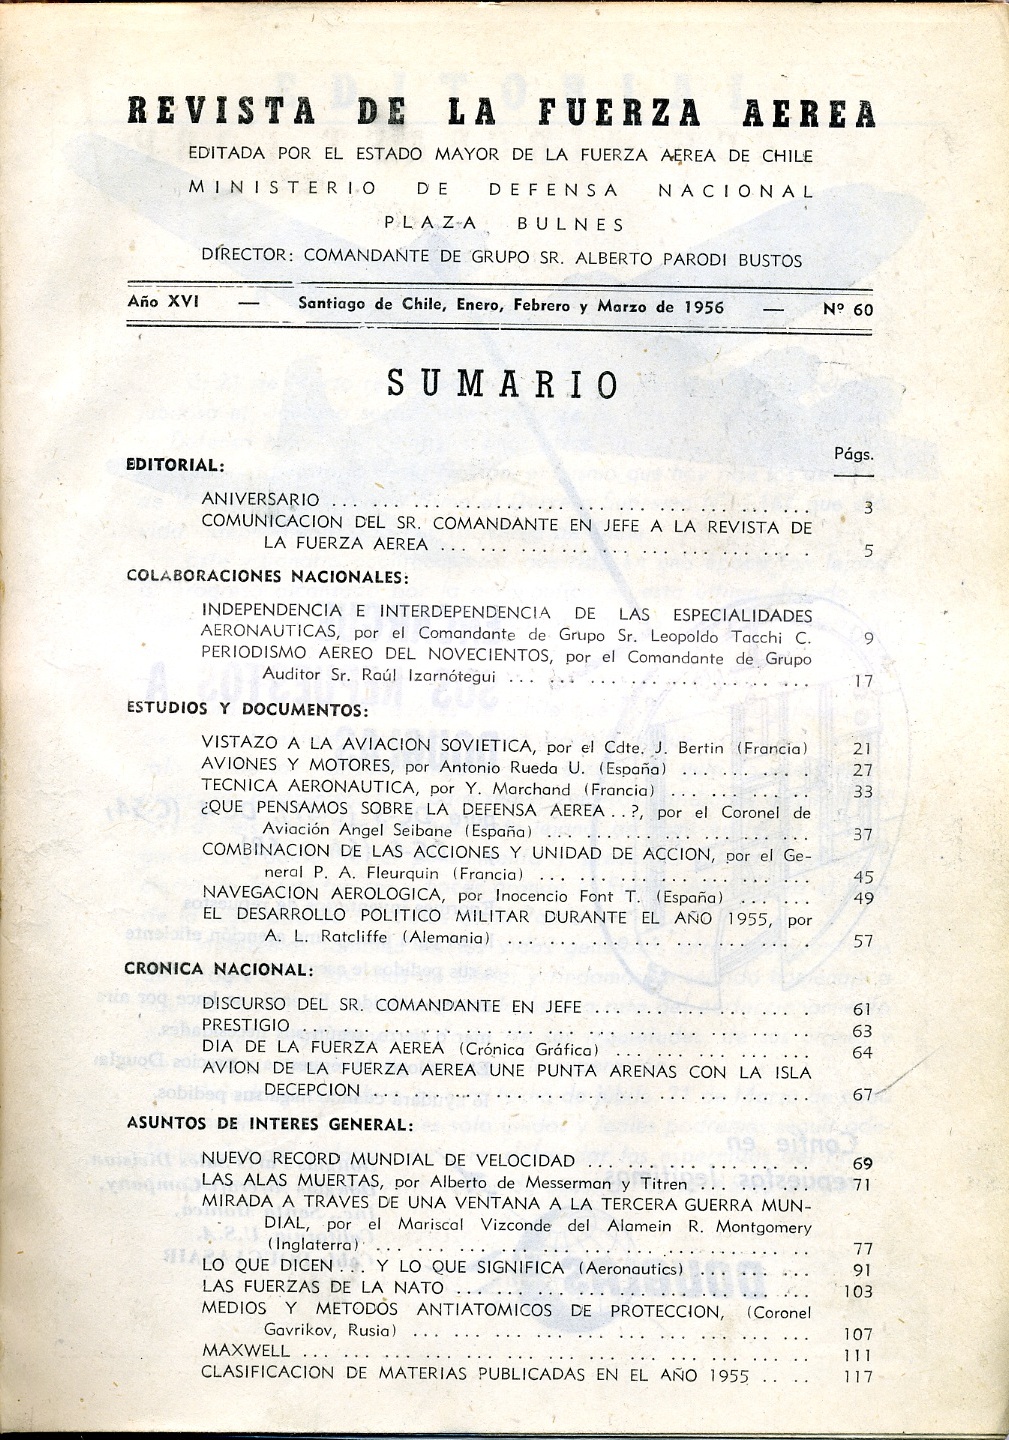 REVISTA DE LA FUERZA AEREA
EDITADA POR EL ESTADO MAYOR DE LA FUERZA AEREA DE CHILE
MINISTERIO DE DEFENSA NACIONAL
PLAZA BULNES
DIRECTOR: COMANDANTE DE GRUPO SR. ALBERTO PARODI BUSTOS
Año XVI — Santiago de Chile, Enero, Febrero y Marzo de 1956 — Nº 60
SUMARIO
Págs.
EDITORIAL:
ANIVERSARIO ... 3
COMUNICACION DEL SR. COMANDANTE EN JEFE A LA REVISTA DE
LA FUERZA AEREA ... 5
COLABORACIONES NACIONALES:
INDEPENDENCIA E INTERDEPENDENCIA DE LAS ESPECIALIDADES
AERONAUTICAS, por el Comandante de Grupo Sr. Leopoldo Tacchi C. 9
PERIODISMO AEREO DEL NOVECIENTOS, por el Comandante de Grupo
Auditor Sr. Raúl Izarnótegui ... 17
ESTUDIOS Y DOCUMENTOS:
VISTAZO A LA AVIACION SOVIETICA, por el Cdte. J. Bertin (Francia) 21
AVIONES Y MOTORES, por Antonio Rueda U. (España) ... 27
TECNICA AERONAUTICA, por Y. Marchand (Francia) ... 33
¿QUE PENSAMOS SOBRE LA DEFENSA AEREA..?, por el Coronel de
Aviación Angel Seibane (España) ... 37
COMBINACION DE LAS ACCIONES Y UNIDAD DE ACCION, por el Ge-
neral P. A. Fleurquin (Francia) ... 45
NAVEGACION AEROLOGICA, por Inocencio Font T. (España) ... 49
EL DESARROLLO POLITICO MILITAR DURANTE EL AÑO 1955, por
A. L. Ratcliffe (Alemania) ... 57
CRONICA NACIONAL:
DISCURSO DEL SR. COMANDANTE EN JEFE ... 61
PRESTIGIO ... 63
DIA DE LA FUERZA AEREA (Crónica Gráfica) ... 64
AVION DE LA FUERZA AEREA UNE PUNTA ARENAS CON LA ISLA
DECEPCION ... 67
ASUNTOS DE INTERES GENERAL:
NUEVO RECORD MUNDIAL DE VELOCIDAD ... 69
LAS ALAS MUERTAS, por Alberto de Messerman y Titren ... 71
MIRADA A TRAVES DE UNA VENTANA A LA TERCERA GUERRA MUN-
DIAL, por el Mariscal Vizconde del Alamein R. Montgomery
(Inglaterra) ... 77
LO QUE DICEN... Y LO QUE SIGNIFICA (Aeronautics) ... 91
LAS FUERZAS DE LA NATO ... 103
MEDIOS Y METODOS ANTIATOMICOS DE PROTECCION, (Coronel
Gavrikov, Rusia) ... 107
MAXWELL ... 111
CLASIFICACION DE MATERIAS PUBLICADAS EN EL AÑO 1955 .. .. 117